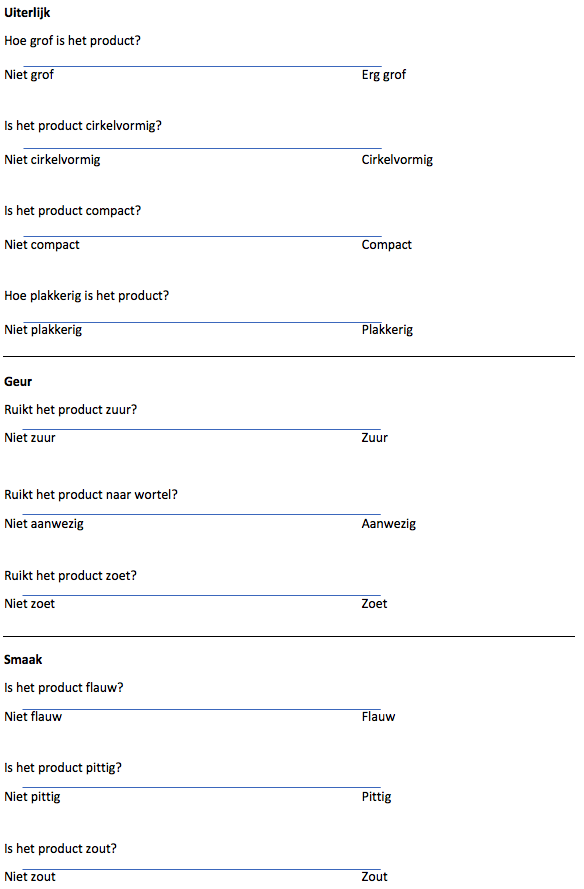 Uiterlijk
Hoe grof is het product?
Niet grof Erg grof
Is het product cirkelvormig?
Niet cirkelvormig Cirkelvormig
Is het product compact?
Niet compact Compact
Hoe plakkerig is het product?
Niet plakkerig Plakkerig
Geur
Ruikt het product zuur?
Niet zuur Zuur
Ruikt het product naar wortel?
Niet aanwezig Aanwezig
Ruikt het product zoet?
Niet zoet Zoet
Smaak
Is het product flauw?
Niet flauw Flauw
Is het product pittig?
Niet pittig Pittig
Is het product zout?
Niet zout Zout